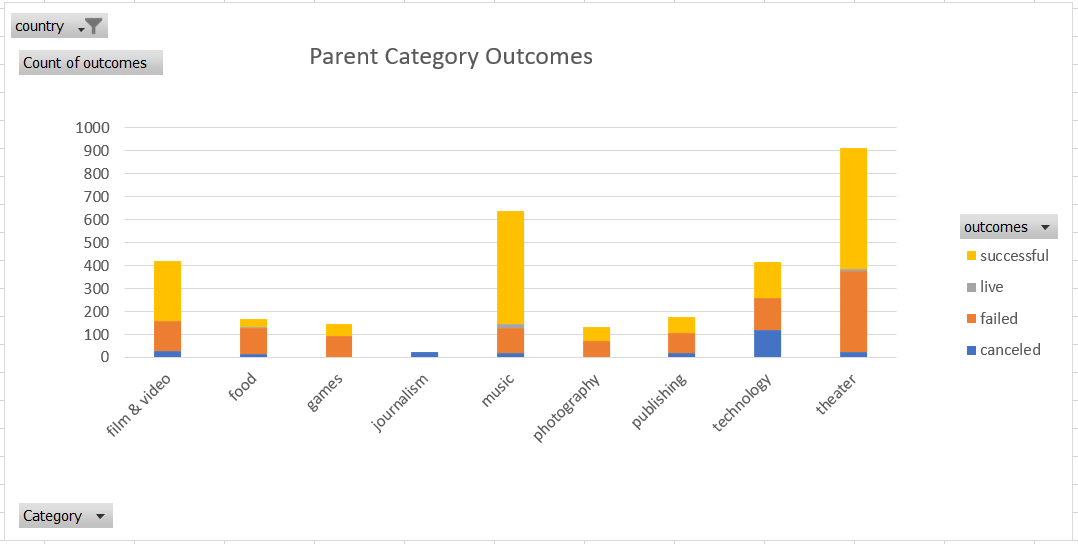 country
Count of outcomes
Parent Category Outcomes
1000
900
800
700
600
500
400
300
200
100
0
film & video
food
games
journalism
music
photography
publishing
technology
theater
outcomes
successful
live
failed
canceled
Category